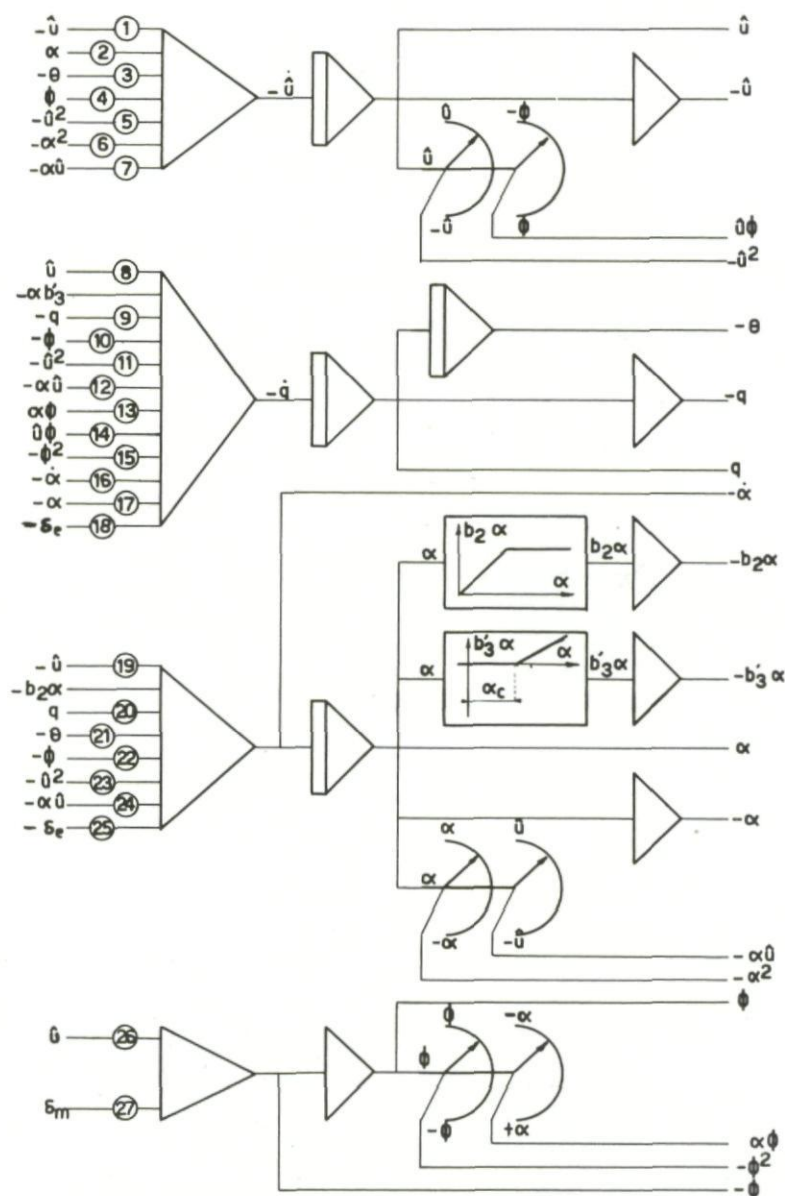 -û ①
α ②
-θ ③
ϕ ④
-û² ⑤
-α² ⑥
-αû ⑦
-û̇
û
-û
û
-ϕ
û
-û
ϕ
ûϕ
-û²
û ⑧
-αb'₃
-q ⑨
-ϕ ⑩
-û² ⑪
-αû ⑫
αϕ ⑬
ûϕ ⑭
-ϕ² ⑮
-α̇ ⑯
-α ⑰
-δₑ ⑱
-q̇
-θ
-q
q
-α̇
α
b₂α
α
b₂α
-b₂α
α
b'₃α
α
αc
b'₃α
-b'₃α
-û ⑲
-b₂α
q ⑳
-θ ㉑
-ϕ ㉒
-û² ㉓
-αû ㉔
-δₑ ㉕
α
-α
α
û
α
-α
-û
-αû
-α²
û ㉖
δm ㉗
ϕ
ϕ
-α
ϕ
-ϕ
+α
αϕ
-ϕ²
-ϕ